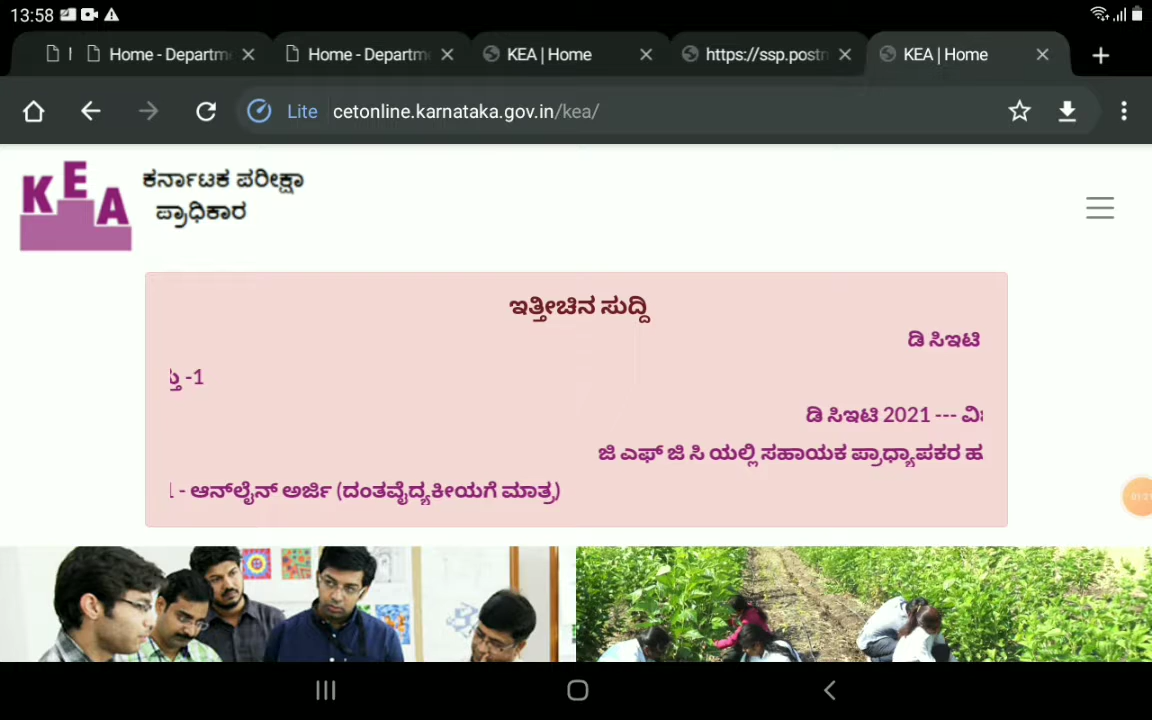 13:58
Home - Departm
Home - Departm
KEA | Home
https://ssp.postm
KEA | Home
Lite cetonline.karnataka.gov.in/kea/
KEA
ಕರ್ನಾಟಕ ಪರೀಕ್ಷಾ
ಪ್ರಾಧಿಕಾರ
ಇತ್ತೀಚಿನ ಸುದ್ದಿ
ಡಿ ಸಿಇಟಿ
-1
ಡಿ ಸಿಇಟಿ 2021 ---
ಜಿ ಎಫ್ ಜಿ ಸಿ ಯಲ್ಲಿ ಸಹಾಯಕ ಪ್ರಾಧ್ಯಾಪಕರ ಹ
- ಆನ್‌ಲೈನ್ ಅರ್ಜಿ (ದಂತವೈದ್ಯಕೀಯಗೆ ಮಾತ್ರ)